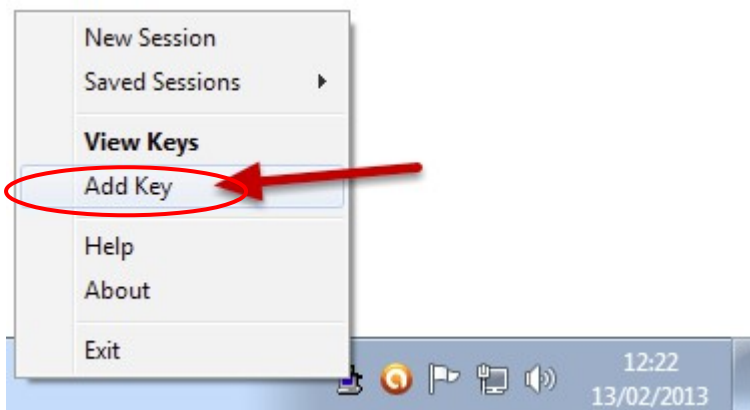 New Session
Saved Sessions
View Keys
Add Key
Help
About
Exit
12:22
13/02/2013